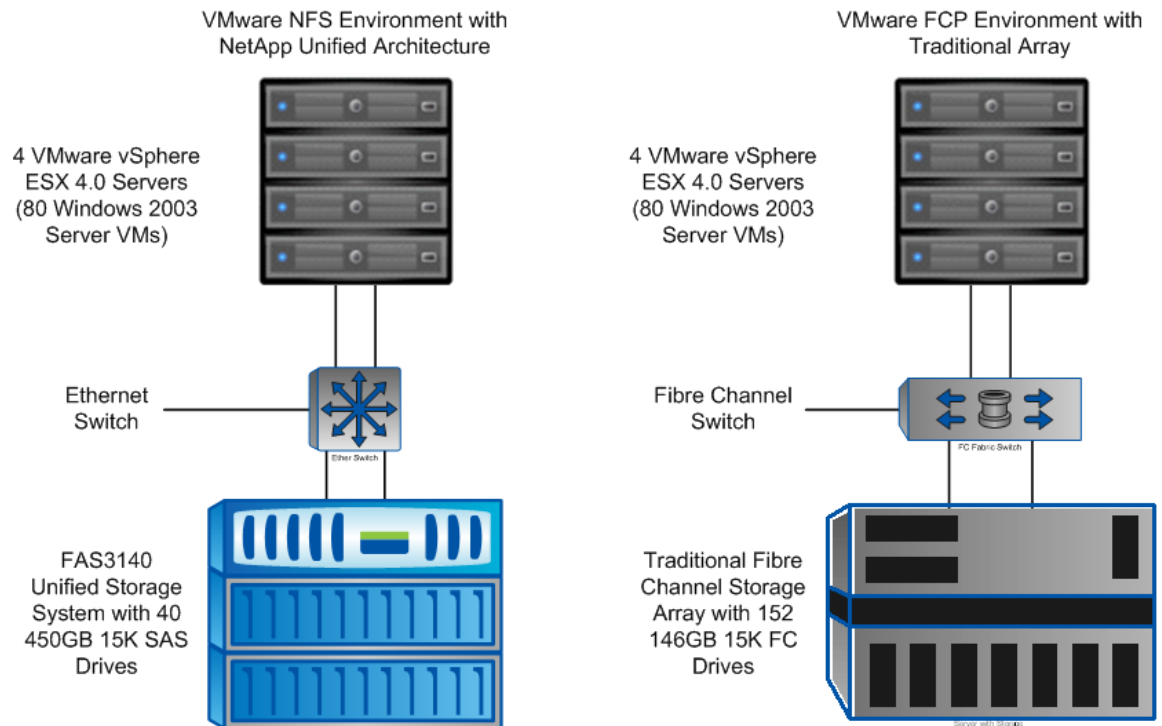 VMware NFS Environment with
NetApp Unified Architecture
4 VMware vSphere
ESX 4.0 Servers
(80 Windows 2003
Server VMs)
Ethernet
Switch
Ether Switch
FAS3140
Unified Storage
System with 40
450GB 15K SAS
Drives
VMware FCP Environment with
Traditional Array
4 VMware vSphere
ESX 4.0 Servers
(80 Windows 2003
Server VMs)
Fibre Channel
Switch
FC Fabric Switch
Traditional Fibre
Channel Storage
Array with 152
146GB 15K FC
Drives
Server with Storage